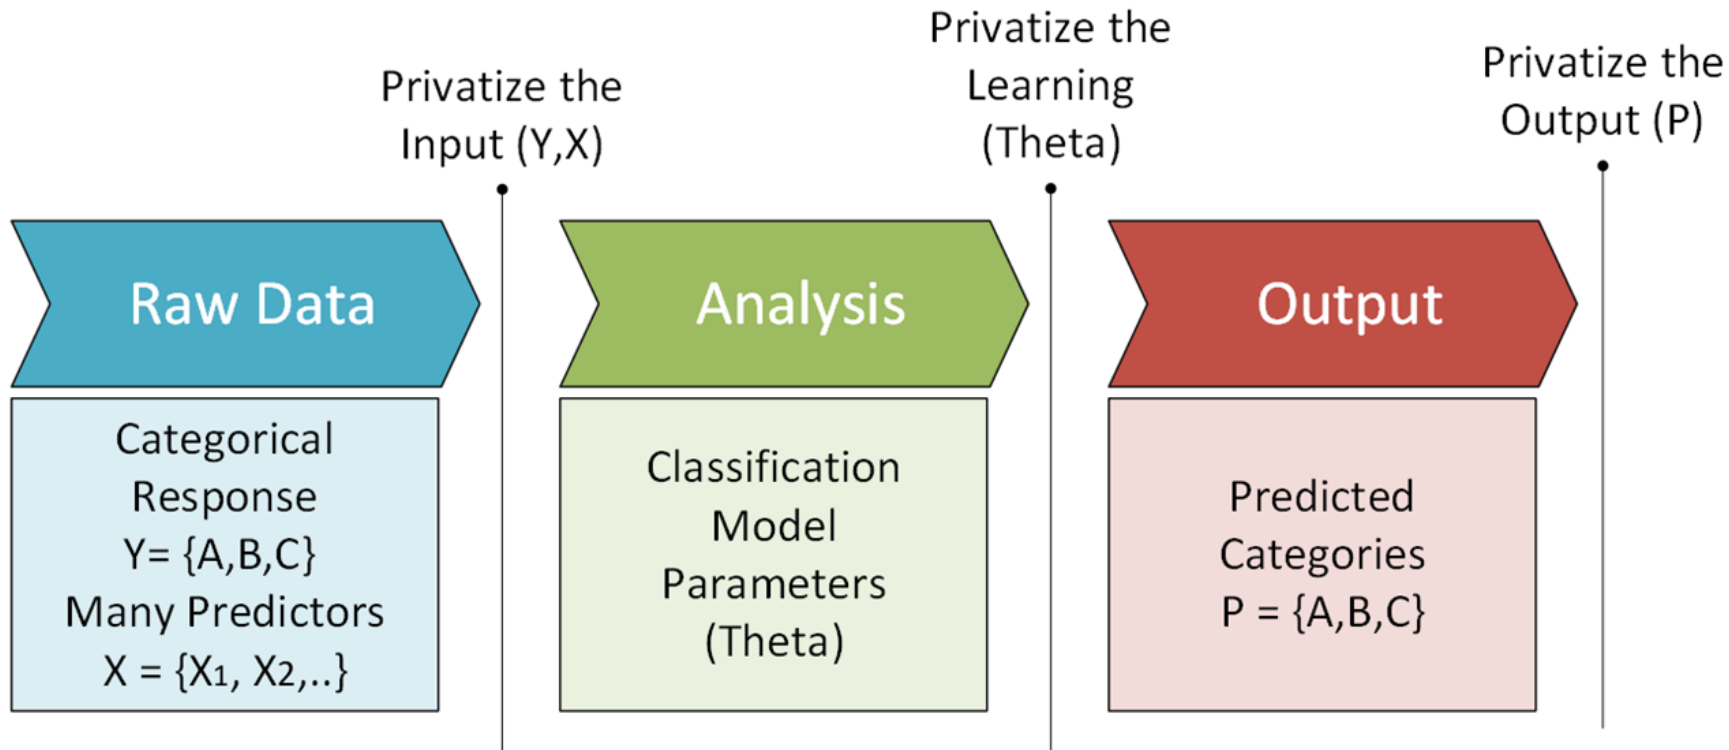 Privatize the
Input (Y,X)
Privatize the
Learning
(Theta)
Privatize the
Output (P)
Raw Data
Analysis
Output
Categorical
Response
Y= {A,B,C}
Many Predictors
X = {X1, X2,..}
Classification
Model
Parameters
(Theta)
Predicted
Categories
P = {A,B,C}